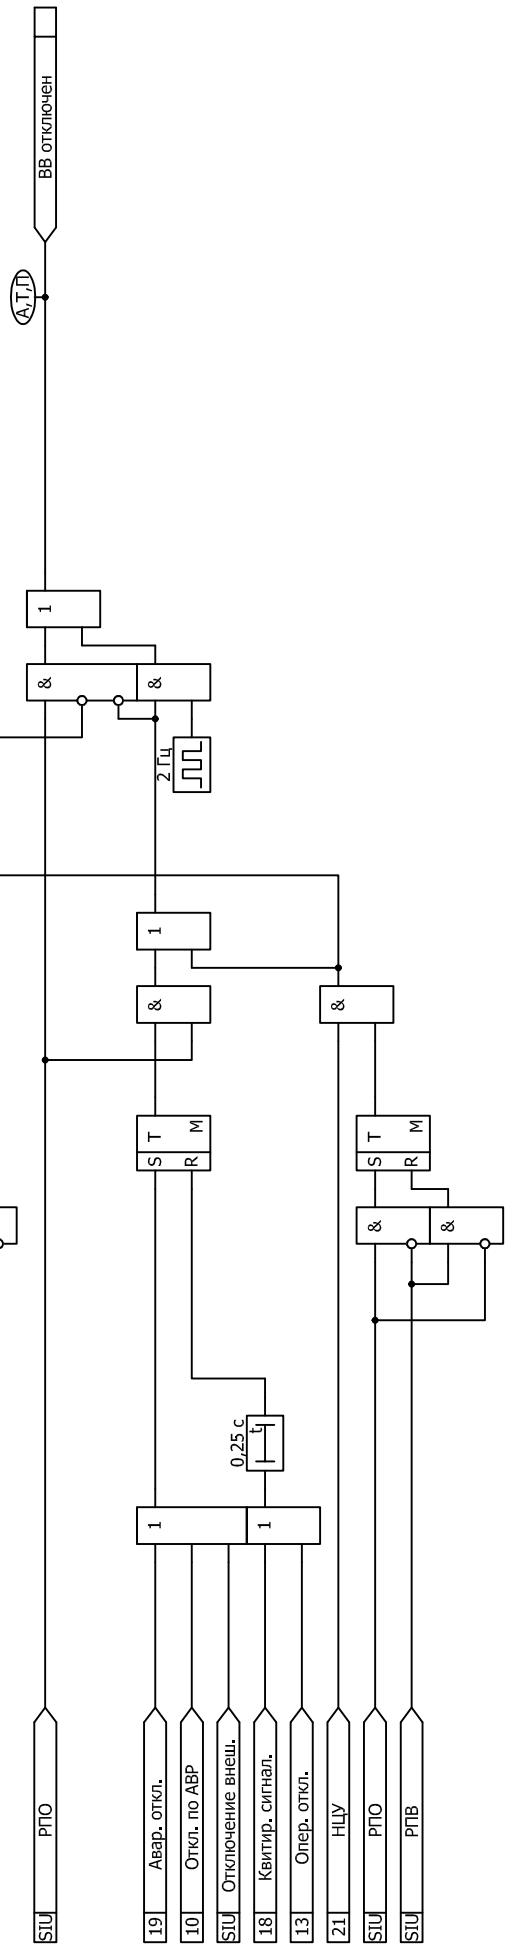 ВВ отключен
А,Т,П
1
&
&
2 Гц
1
&
&
S T
R M
S T
R M
&
&
0,25 с
t
1
1
SIU РПО
19 Авар. откл.
10 Откл. по АВР
SIU Отключение внеш.
18 Квитир. сигнал.
13 Опер. откл.
21 НЦУ
SIU РПО
SIU РПВ